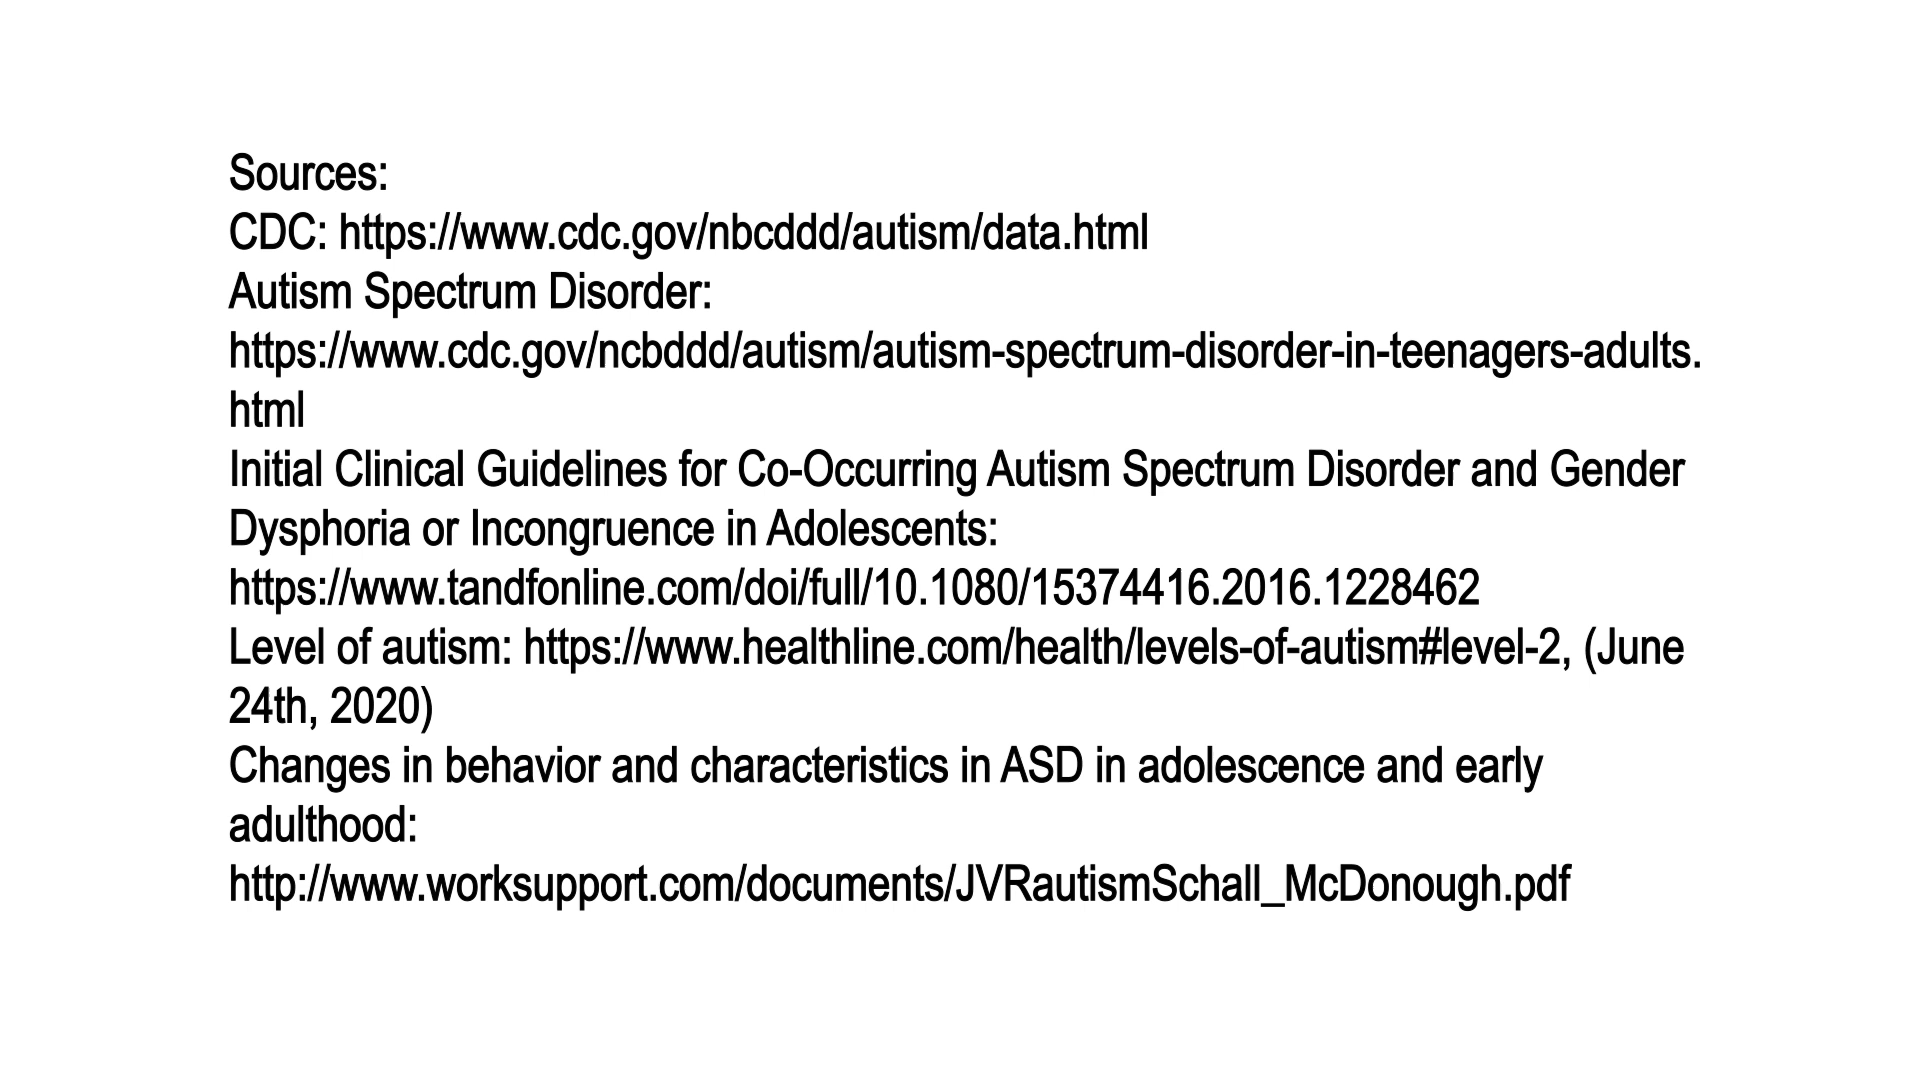 Sources:
CDC: https://www.cdc.gov/nbcddd/autism/data.html
Autism Spectrum Disorder:
https://www.cdc.gov/ncbddd/autism/autism-spectrum-disorder-in-teenagers-adults.
html
Initial Clinical Guidelines for Co-Occurring Autism Spectrum Disorder and Gender
Dysphoria or Incongruence in Adolescents:
https://www.tandfonline.com/doi/full/10.1080/15374416.2016.1228462
Level of autism: https://www.healthline.com/health/levels-of-autism#level-2, (June
24th, 2020)
Changes in behavior and characteristics in ASD in adolescence and early
adulthood:
http://www.worksupport.com/documents/JVRautismSchall_McDonough.pdf